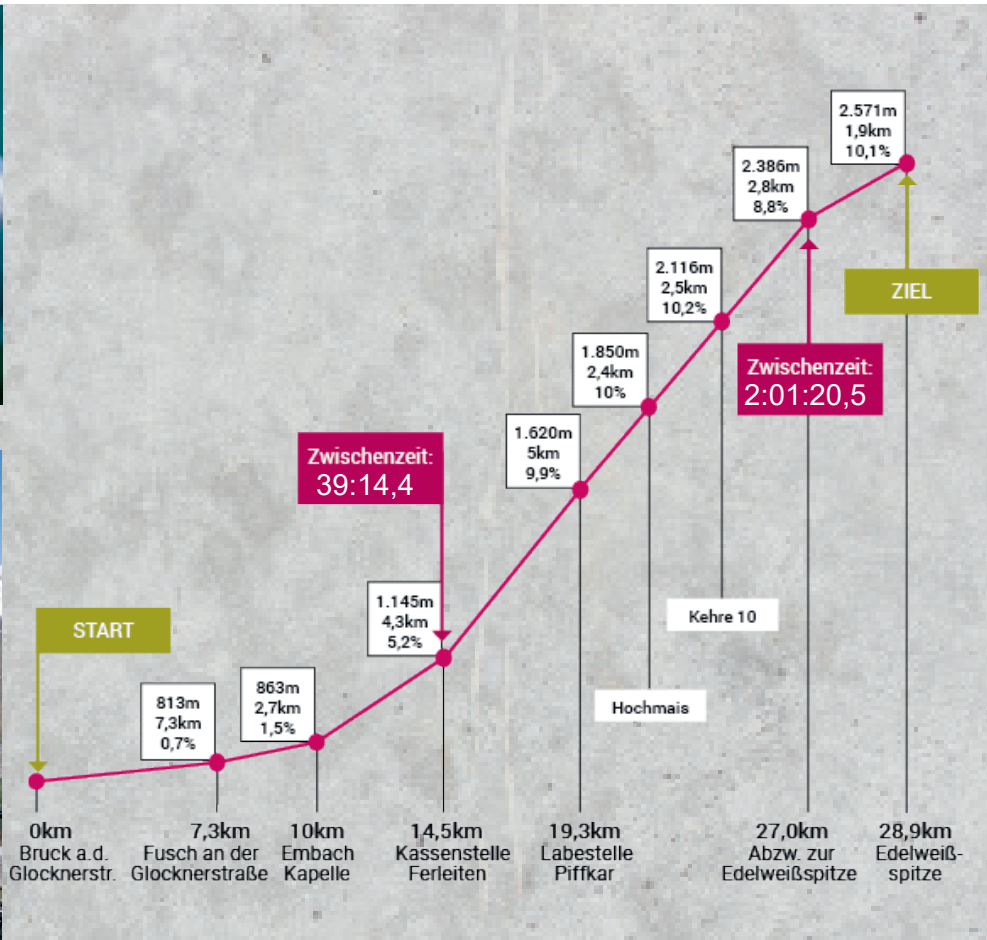 2.571m
1,9km
10,1%
2.386m
2,8km
8,8%
2.116m
2,5km
10,2%
ZIEL
1.850m
2,4km
10%
Zwischenzeit:
2:01:20,5
1.620m
5km
9,9%
Zwischenzeit:
39:14,4
1.145m
4,3km
5,2%
START
Kehre 10
813m
7,3km
0,7%
863m
2,7km
1,5%
Hochmais
0km
Bruck a.d.
Glocknerstr.
7,3km
Fusch an der
Glocknerstraße
10km
Embach
Kapelle
14,5km
Kassenstelle
Ferleiten
19,3km
Labestelle
Piffkar
27,0km
Abzw. zur
Edelweißspitze
28,9km
Edelweiß-
spitze